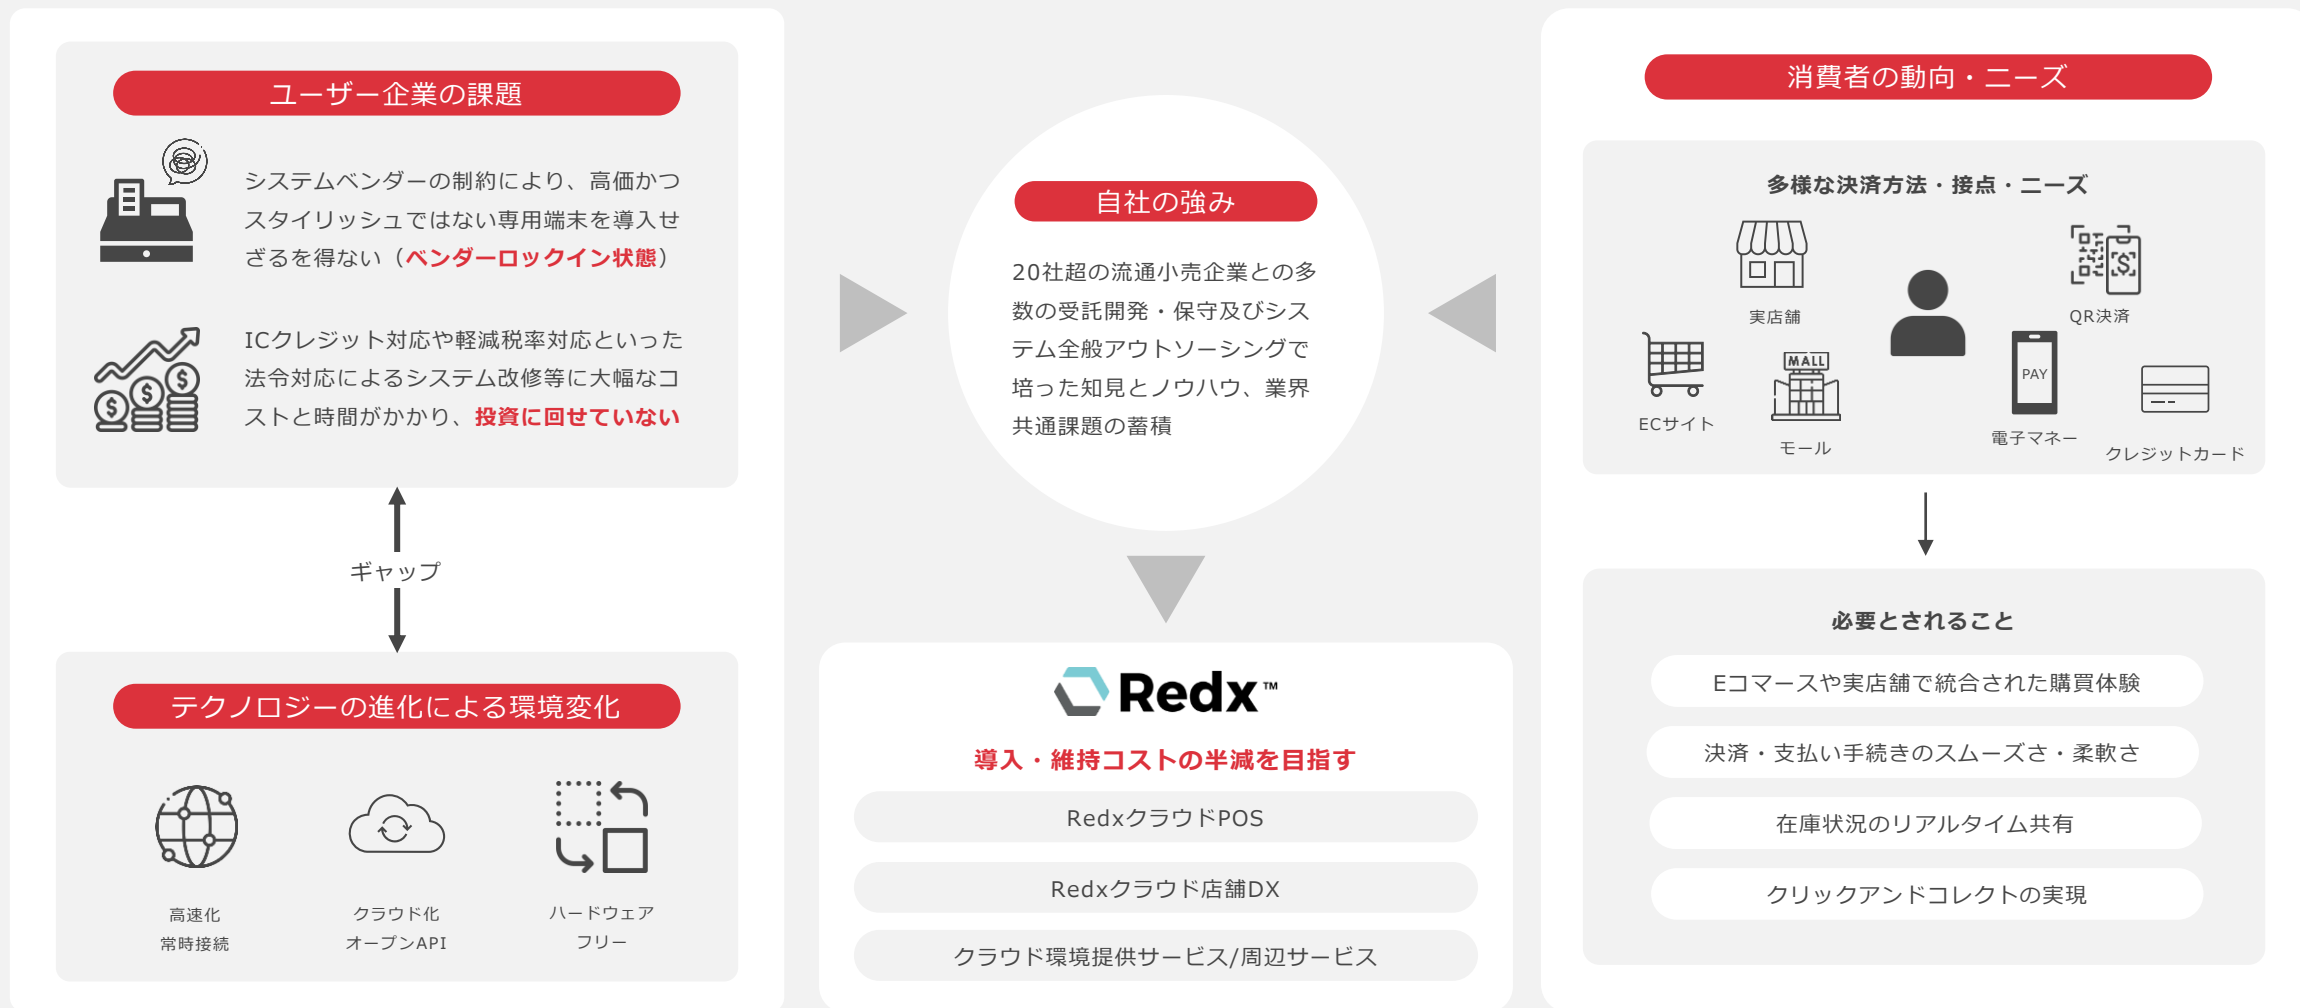 ユーザー企業の課題
システムベンダーの制約により、高価かつ
スタイリッシュではない専用端末を導入せ
ざるを得ない（ベンダーロックイン状態）
ICクレジット対応や軽減税率対応といった
法令対応によるシステム改修等に大幅なコ
ストと時間がかかり、投資に回せていない
ギャップ
テクノロジーの進化による環境変化
高速化
常時接続
クラウド化
オープンAPI
ハードウェア
フリー
自社の強み
20社超の流通小売企業との多
数の受託開発・保守及びシス
テム全般アウトソーシングで
培った知見とノウハウ、業界
共通課題の蓄積
Redx™
導入・維持コストの半減を目指す
RedxクラウドPOS
Redxクラウド店舗DX
クラウド環境提供サービス/周辺サービス
消費者の動向・ニーズ
多様な決済方法・接点・ニーズ
実店舗
QR決済
ECサイト
MALL
モール
PAY
電子マネー
クレジットカード
必要とされること
Eコマースや実店舗で統合された購買体験
決済・支払い手続きのスムーズさ・柔軟さ
在庫状況のリアルタイム共有
クリックアンドコレクトの実現